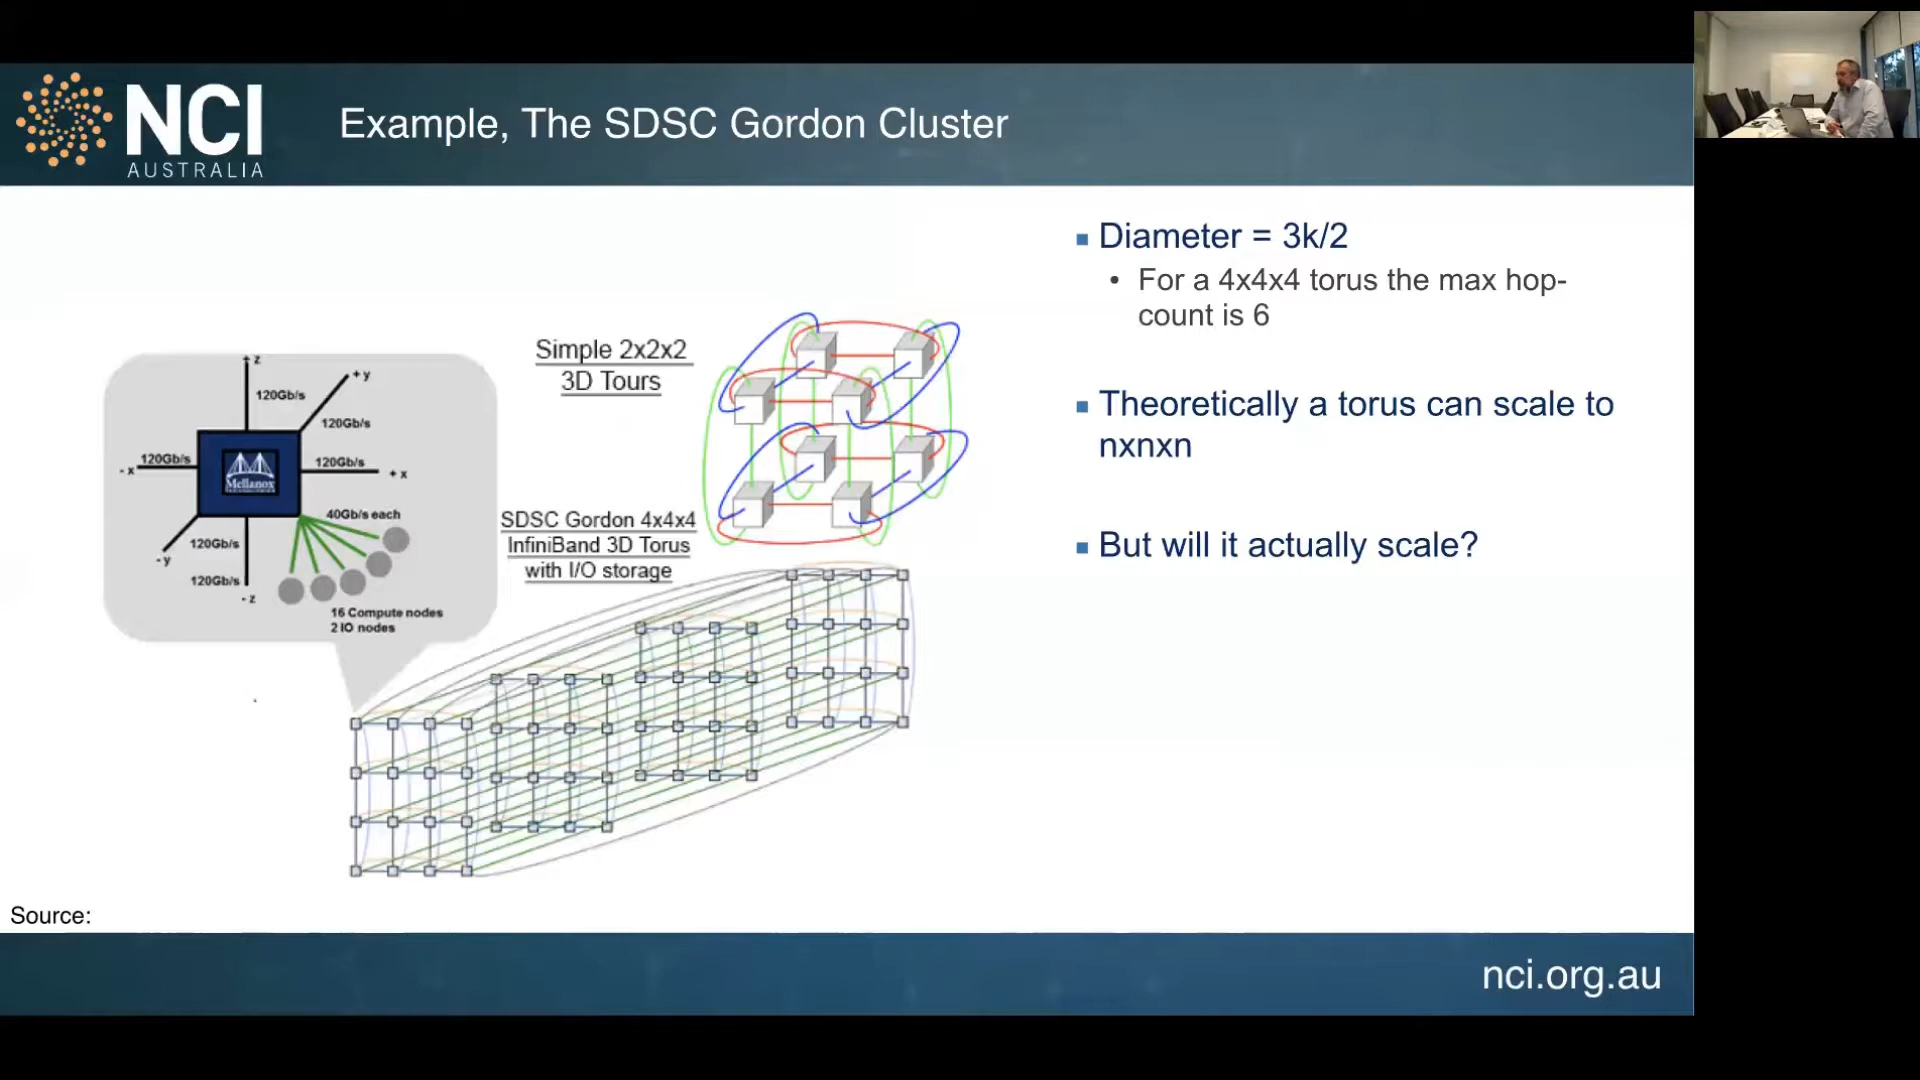 NCI
AUSTRALIA
Example, The SDSC Gordon Cluster
Diameter = 3k/2
For a 4x4x4 torus the max hop-
count is 6
Theoretically a torus can scale to
nxnxn
But will it actually scale?
Simple 2x2x2
3D Tours
SDSC Gordon 4x4x4
InfiniBand 3D Torus
with I/O storage
+ z
+ y
120Gb/s
120Gb/s
- x 120Gb/s
120Gb/s
+ x
Mellanox
40Gb/s each
120Gb/s
- y
120Gb/s
- z
16 Compute nodes
2 IO nodes
Source:
nci.org.au